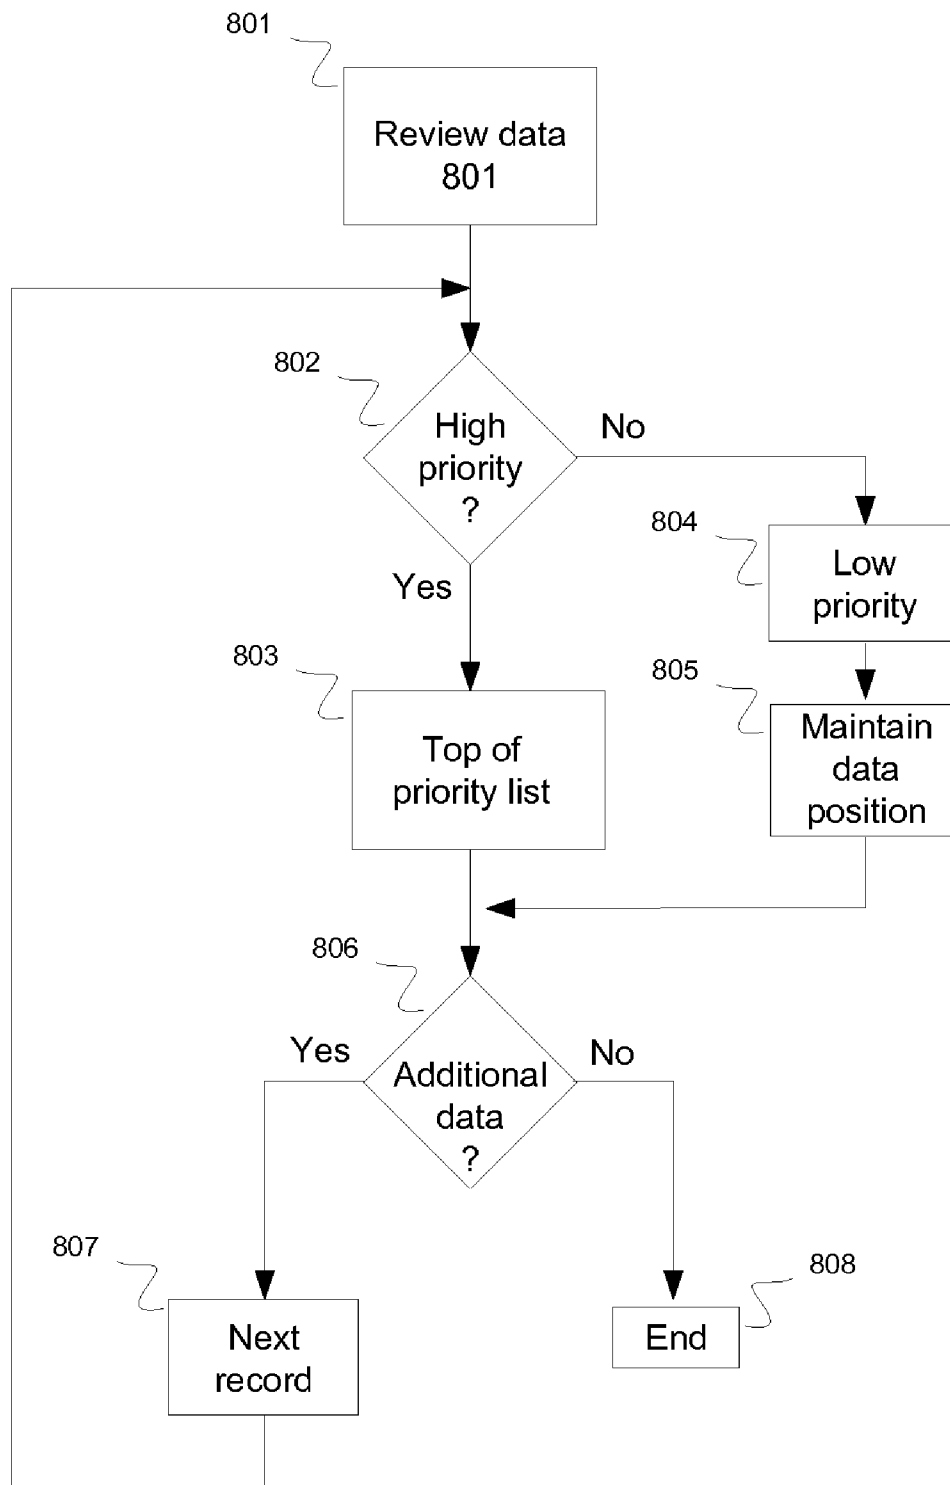 801
Review data
801
802
High
priority
?
No
Yes
804
Low
priority
803
Top of
priority list
805
Maintain
data
position
806
Additional
data
?
Yes
No
807
Next
record
808
End